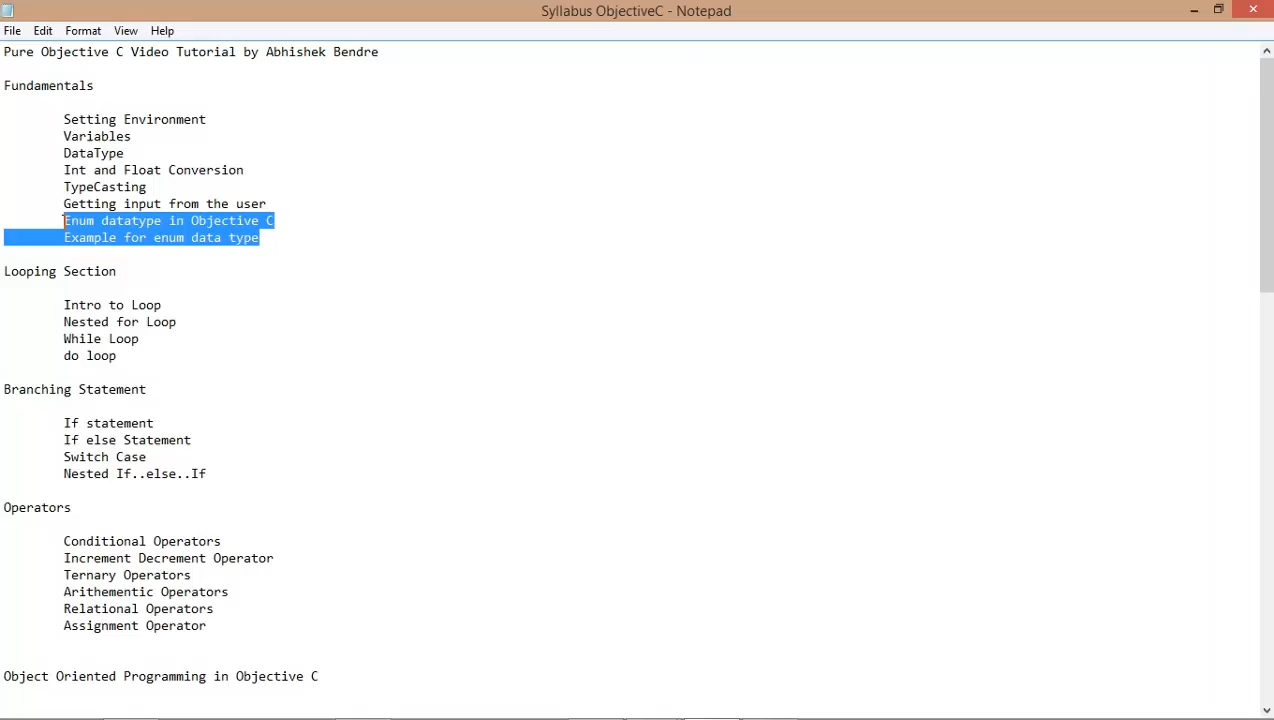 Syllabus ObjectiveC - Notepad
File Edit Format View Help
Pure Objective C Video Tutorial by Abhishek Bendre
Fundamentals
Setting Environment
Variables
DataType
Int and Float Conversion
TypeCasting
Getting input from the user
Enum datatype in Objective C
Example for enum data type
Looping Section
Intro to Loop
Nested for Loop
While Loop
do loop
Branching Statement
If statement
If else Statement
Switch Case
Nested If..else..If
Operators
Conditional Operators
Increment Decrement Operator
Ternary Operators
Arithementic Operators
Relational Operators
Assignment Operator
Object Oriented Programming in Objective C